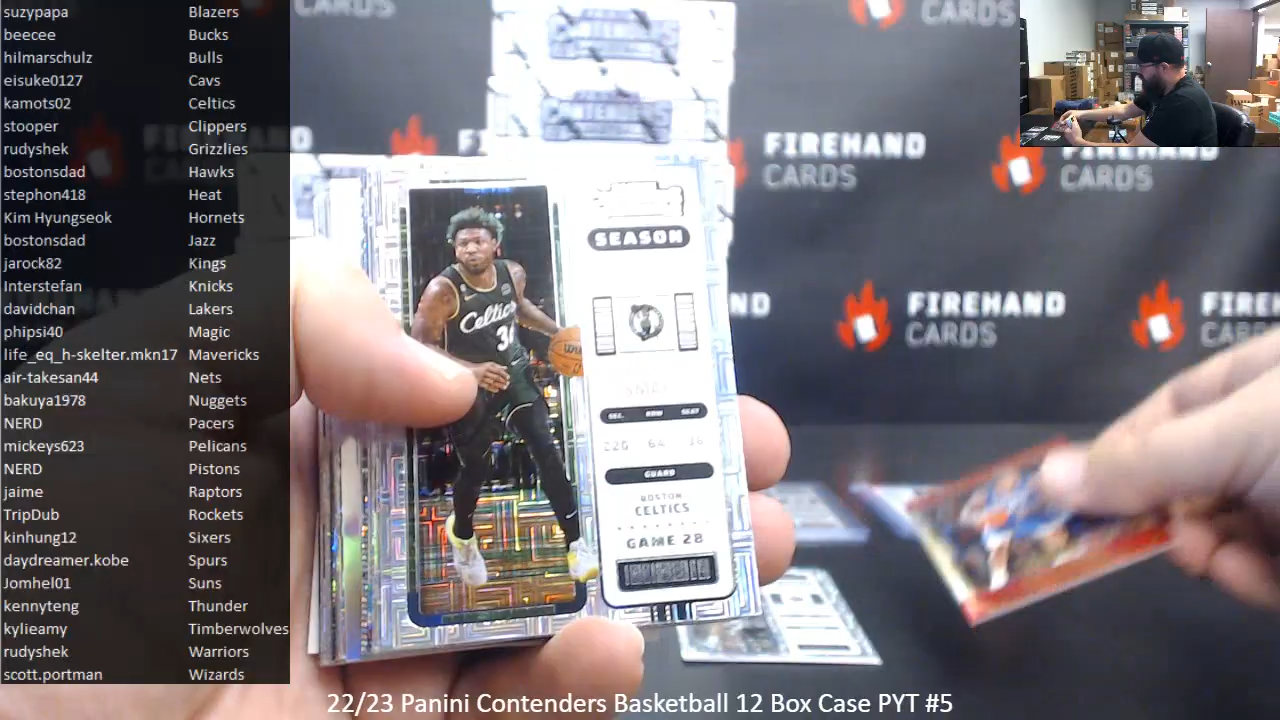 suzypapa Blazers
beecee Bucks
hilmarschulz Bulls
eisuke0127 Cavs
kamots02 Celtics
stooper Clippers
rudyshek Grizzlies
bostonsdad Hawks
stephon418 Heat
Kim Hyungseok Hornets
bostonsdad Jazz
jarock82 Kings
Interstefan Knicks
davidchan Lakers
phipsi40 Magic
life_eq_h-skelter.mkn17 Mavericks
air-takesan44 Nets
bakuya1978 Nuggets
NERD Pacers
mickeys623 Pelicans
NERD Pistons
jaime Raptors
TripDub Rockets
kinhung12 Sixers
daydreamer.kobe Spurs
Jomhel01 Suns
kennyteng Thunder
kylieamy Timberwolves
rudyshek Warriors
scott.portman Wizards
CARDS
FIREHAND
CARDS
CARDS
FIREHAND
CARDS
FIREH
CARDS
SEASON
Celtics
SEC. ROW SEAT
GUARD
BOSTON
CELTICS
GAME 28
22/23 Panini Contenders Basketball 12 Box Case PYT #5